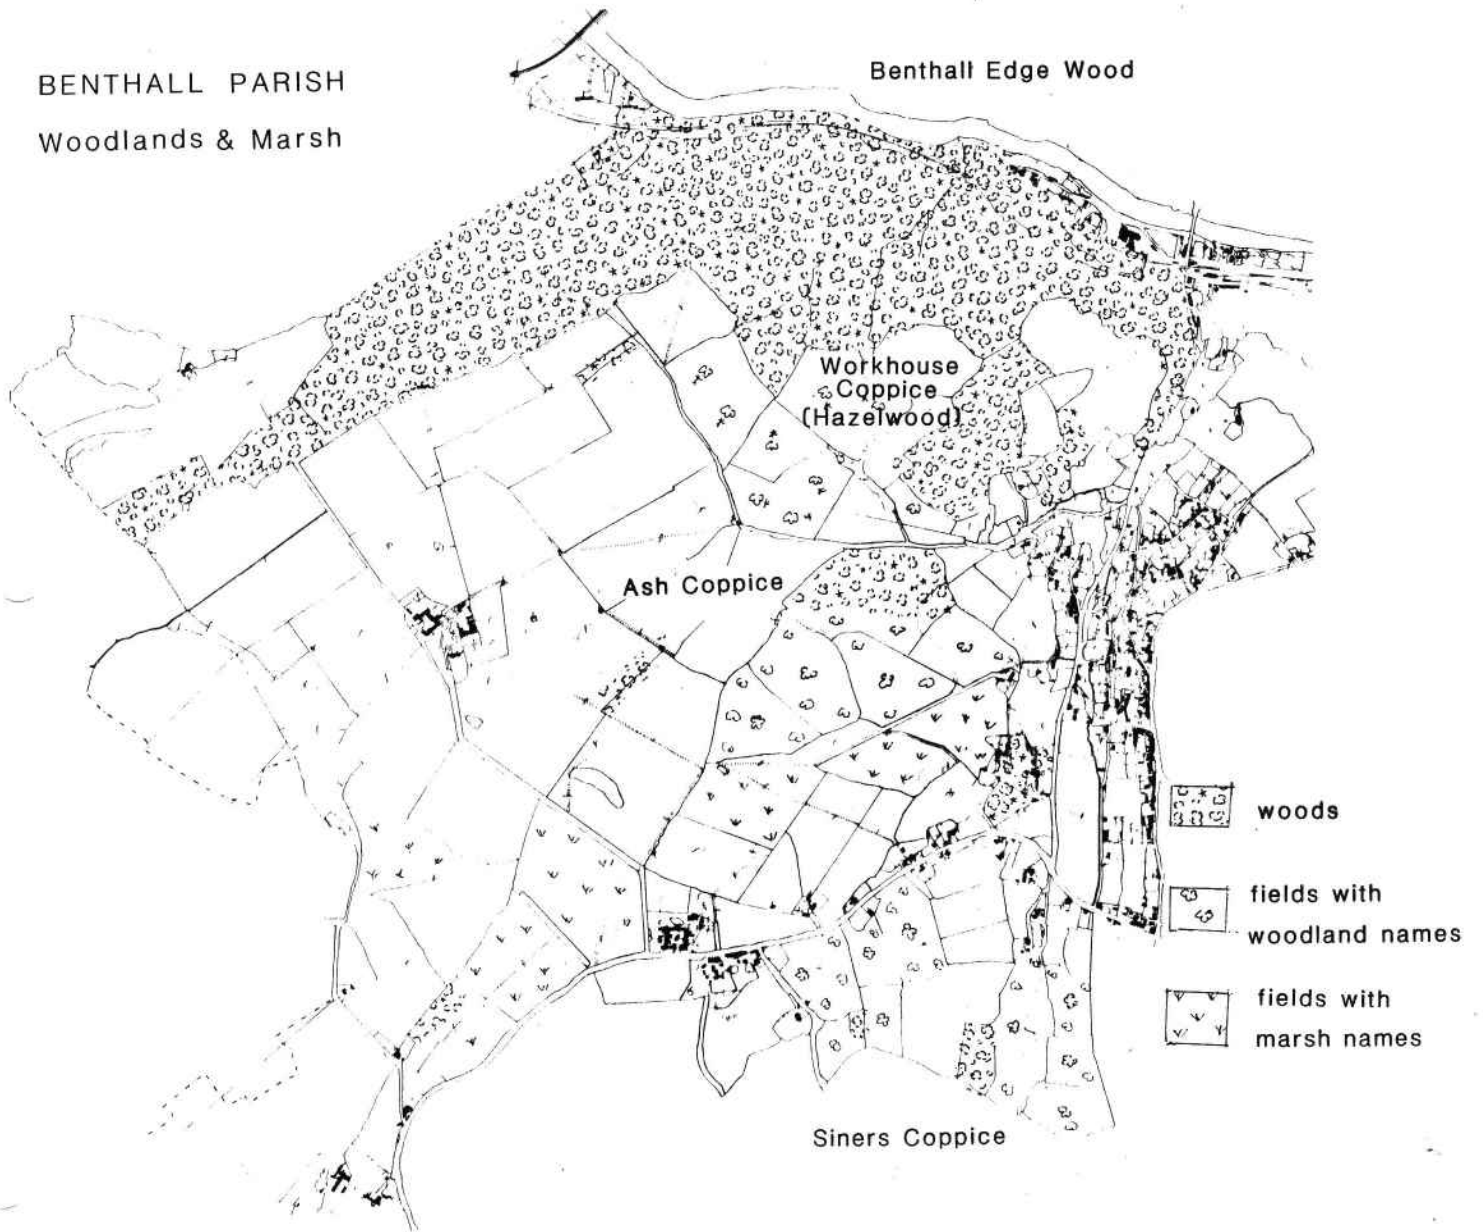 BENTHALL PARISH
Woodlands & Marsh
Benthall Edge Wood
Workhouse
Coppice
(Hazelwood)
Ash Coppice
woods
fields with
woodland names
fields with
marsh names
Siners Coppice